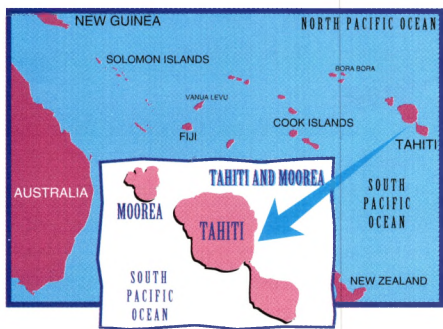 NEW GUINEA
NORTH PACIFIC OCEAN
SOLOMON ISLANDS
BORA BORA
VANUA LEVU
COOK ISLANDS
FIJI
TAHITI
AUSTRALIA
TAHITI AND MOOREA
MOOREA
TAHITI
SOUTH
PACIFIC
OCEAN
SOUTH
PACIFIC
OCEAN
NEW ZEALAND